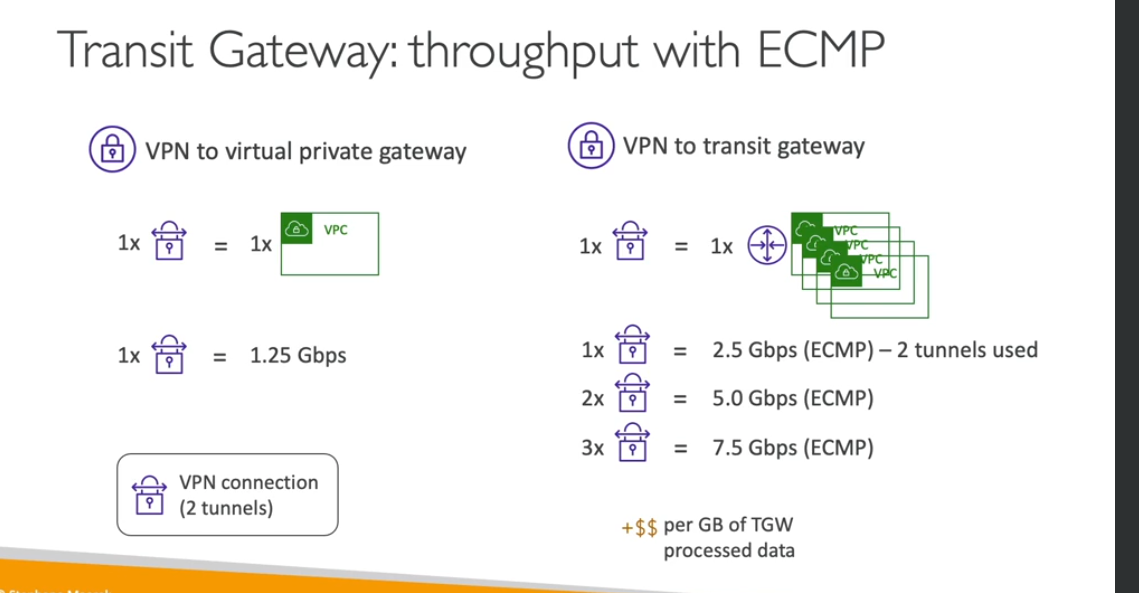 Transit Gateway: throughput with ECMP
VPN to virtual private gateway
1x = 1x VPC
1x = 1.25 Gbps
VPN connection
(2 tunnels)
VPN to transit gateway
1x = 1x VPC VPC VPC VPC
1x = 2.5 Gbps (ECMP) – 2 tunnels used
2x = 5.0 Gbps (ECMP)
3x = 7.5 Gbps (ECMP)
+$$ per GB of TGW
processed data